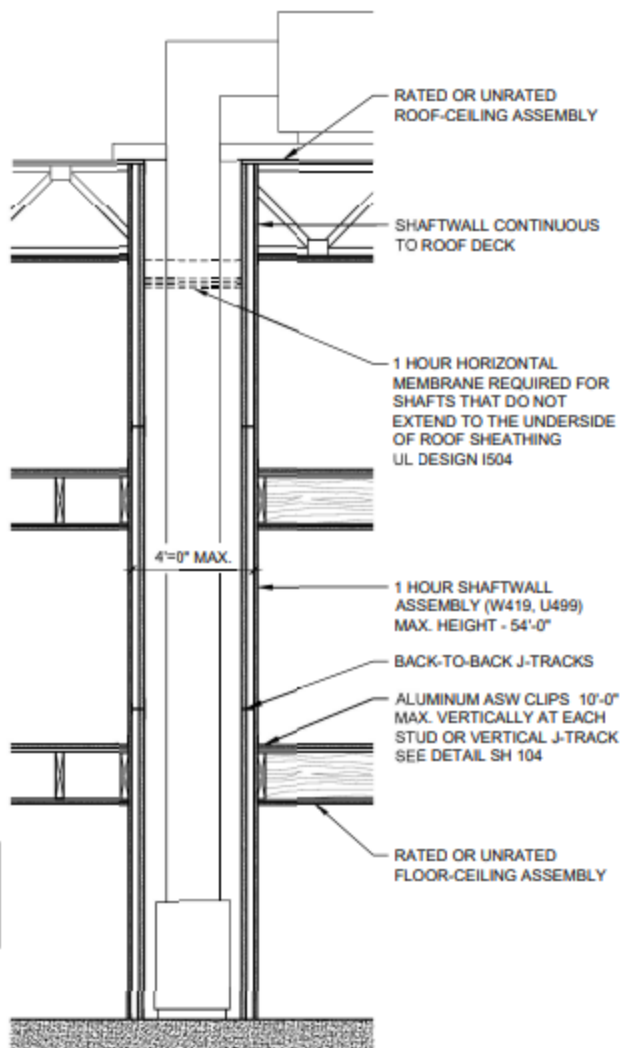 RATED OR UNRATED
ROOF-CEILING ASSEMBLY
SHAFTWALL CONTINUOUS
TO ROOF DECK
1 HOUR HORIZONTAL
MEMBRANE REQUIRED FOR
SHAFTS THAT DO NOT
EXTEND TO THE UNDERSIDE
OF ROOF SHEATHING
UL DESIGN I504
4'=0" MAX.
1 HOUR SHAFTWALL
ASSEMBLY (W419, U499)
MAX. HEIGHT - 54'-0"
BACK-TO-BACK J-TRACKS
ALUMINUM ASW CLIPS 10'-0"
MAX. VERTICALLY AT EACH
STUD OR VERTICAL J-TRACK
SEE DETAIL SH 104
RATED OR UNRATED
FLOOR-CEILING ASSEMBLY